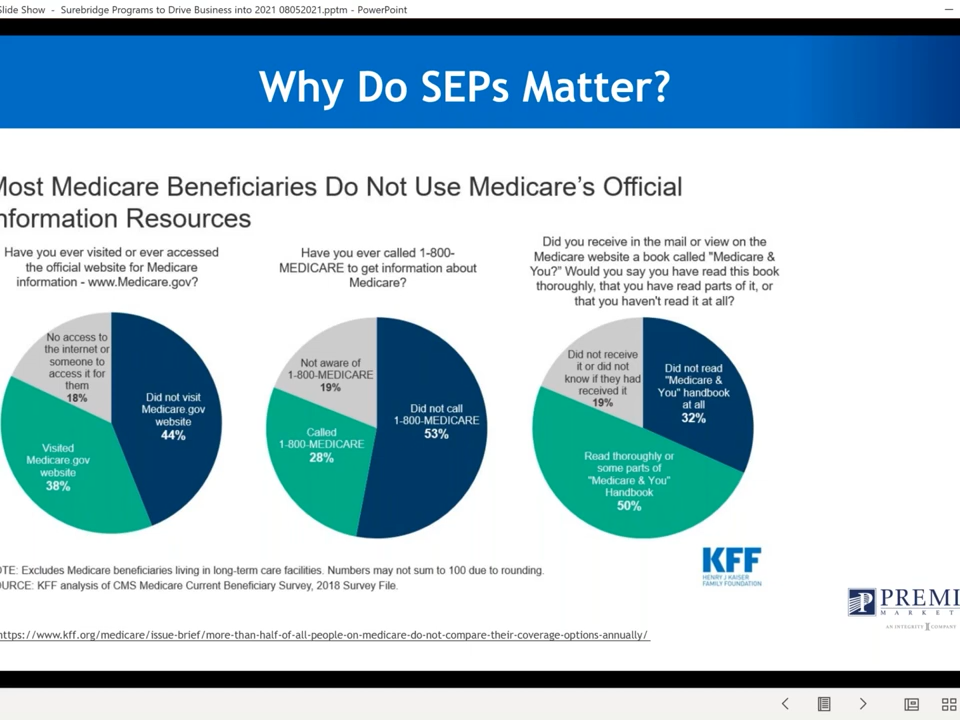 Slide Show - Surebridge Programs to Drive Business into 2021 08052021.pptm - PowerPoint
Why Do SEPs Matter?
Most Medicare Beneficiaries Do Not Use Medicare's Official
nformation Resources
Have you ever visited or ever accessed
the official website for Medicare
information - www.Medicare.gov?
No access to
the internet or
someone to
access it for
them
18%
Did not visit
Medicare.gov
website
44%
Visited
Medicare.gov
website
38%
Have you ever called 1-800-
MEDICARE to get information about
Medicare?
Not aware of
1-800-MEDICARE
19%
Did not call
1-800-MEDICARE
53%
Called
1-800-MEDICARE
28%
Did you receive in the mail or view on the
Medicare website a book called "Medicare &
You?" Would you say you have read this book
thoroughly, that you have read parts of it, or
that you haven't read it at all?
Did not receive
it or did not
know if they had
received it
19%
Did not read
"Medicare &
You" handbook
at all
32%
Read thoroughly or
some parts of
"Medicare & You"
Handbook
50%
OTE: Excludes Medicare beneficiaries living in long-term care facilities. Numbers may not sum to 100 due to rounding.
OURCE: KFF analysis of CMS Medicare Current Beneficiary Survey, 2018 Survey File.
KFF
HENRY J KAISER
FAMILY FOUNDATION
https://www.kff.org/medicare/issue-brief/more-than-half-of-all-people-on-medicare-do-not-compare-their-coverage-options-annually/
PREMI
MARKET
AN INTEGRITY COMPANY